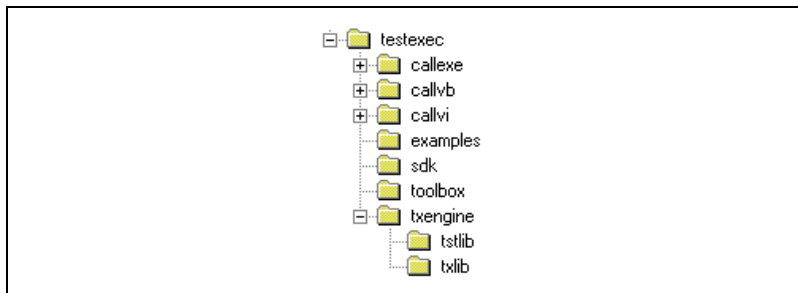 testexec
callexe
callvb
callvi
examples
sdk
toolbox
txengine
tstlib
txlib